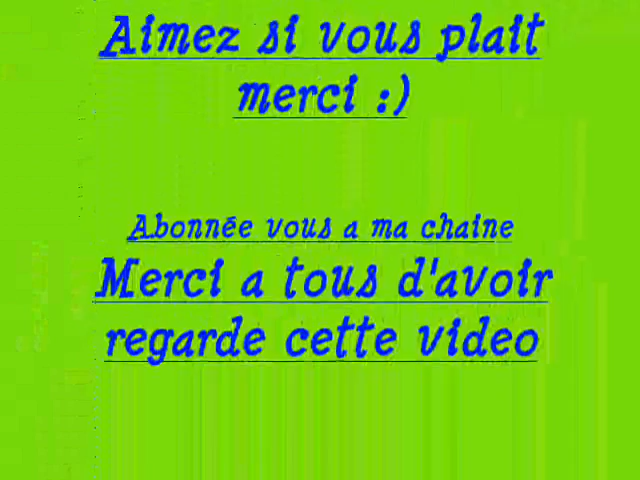 Aimez si vous plait
merci :)
Abonnée vous a ma chaine
Merci a tous d'avoir
regarde cette video